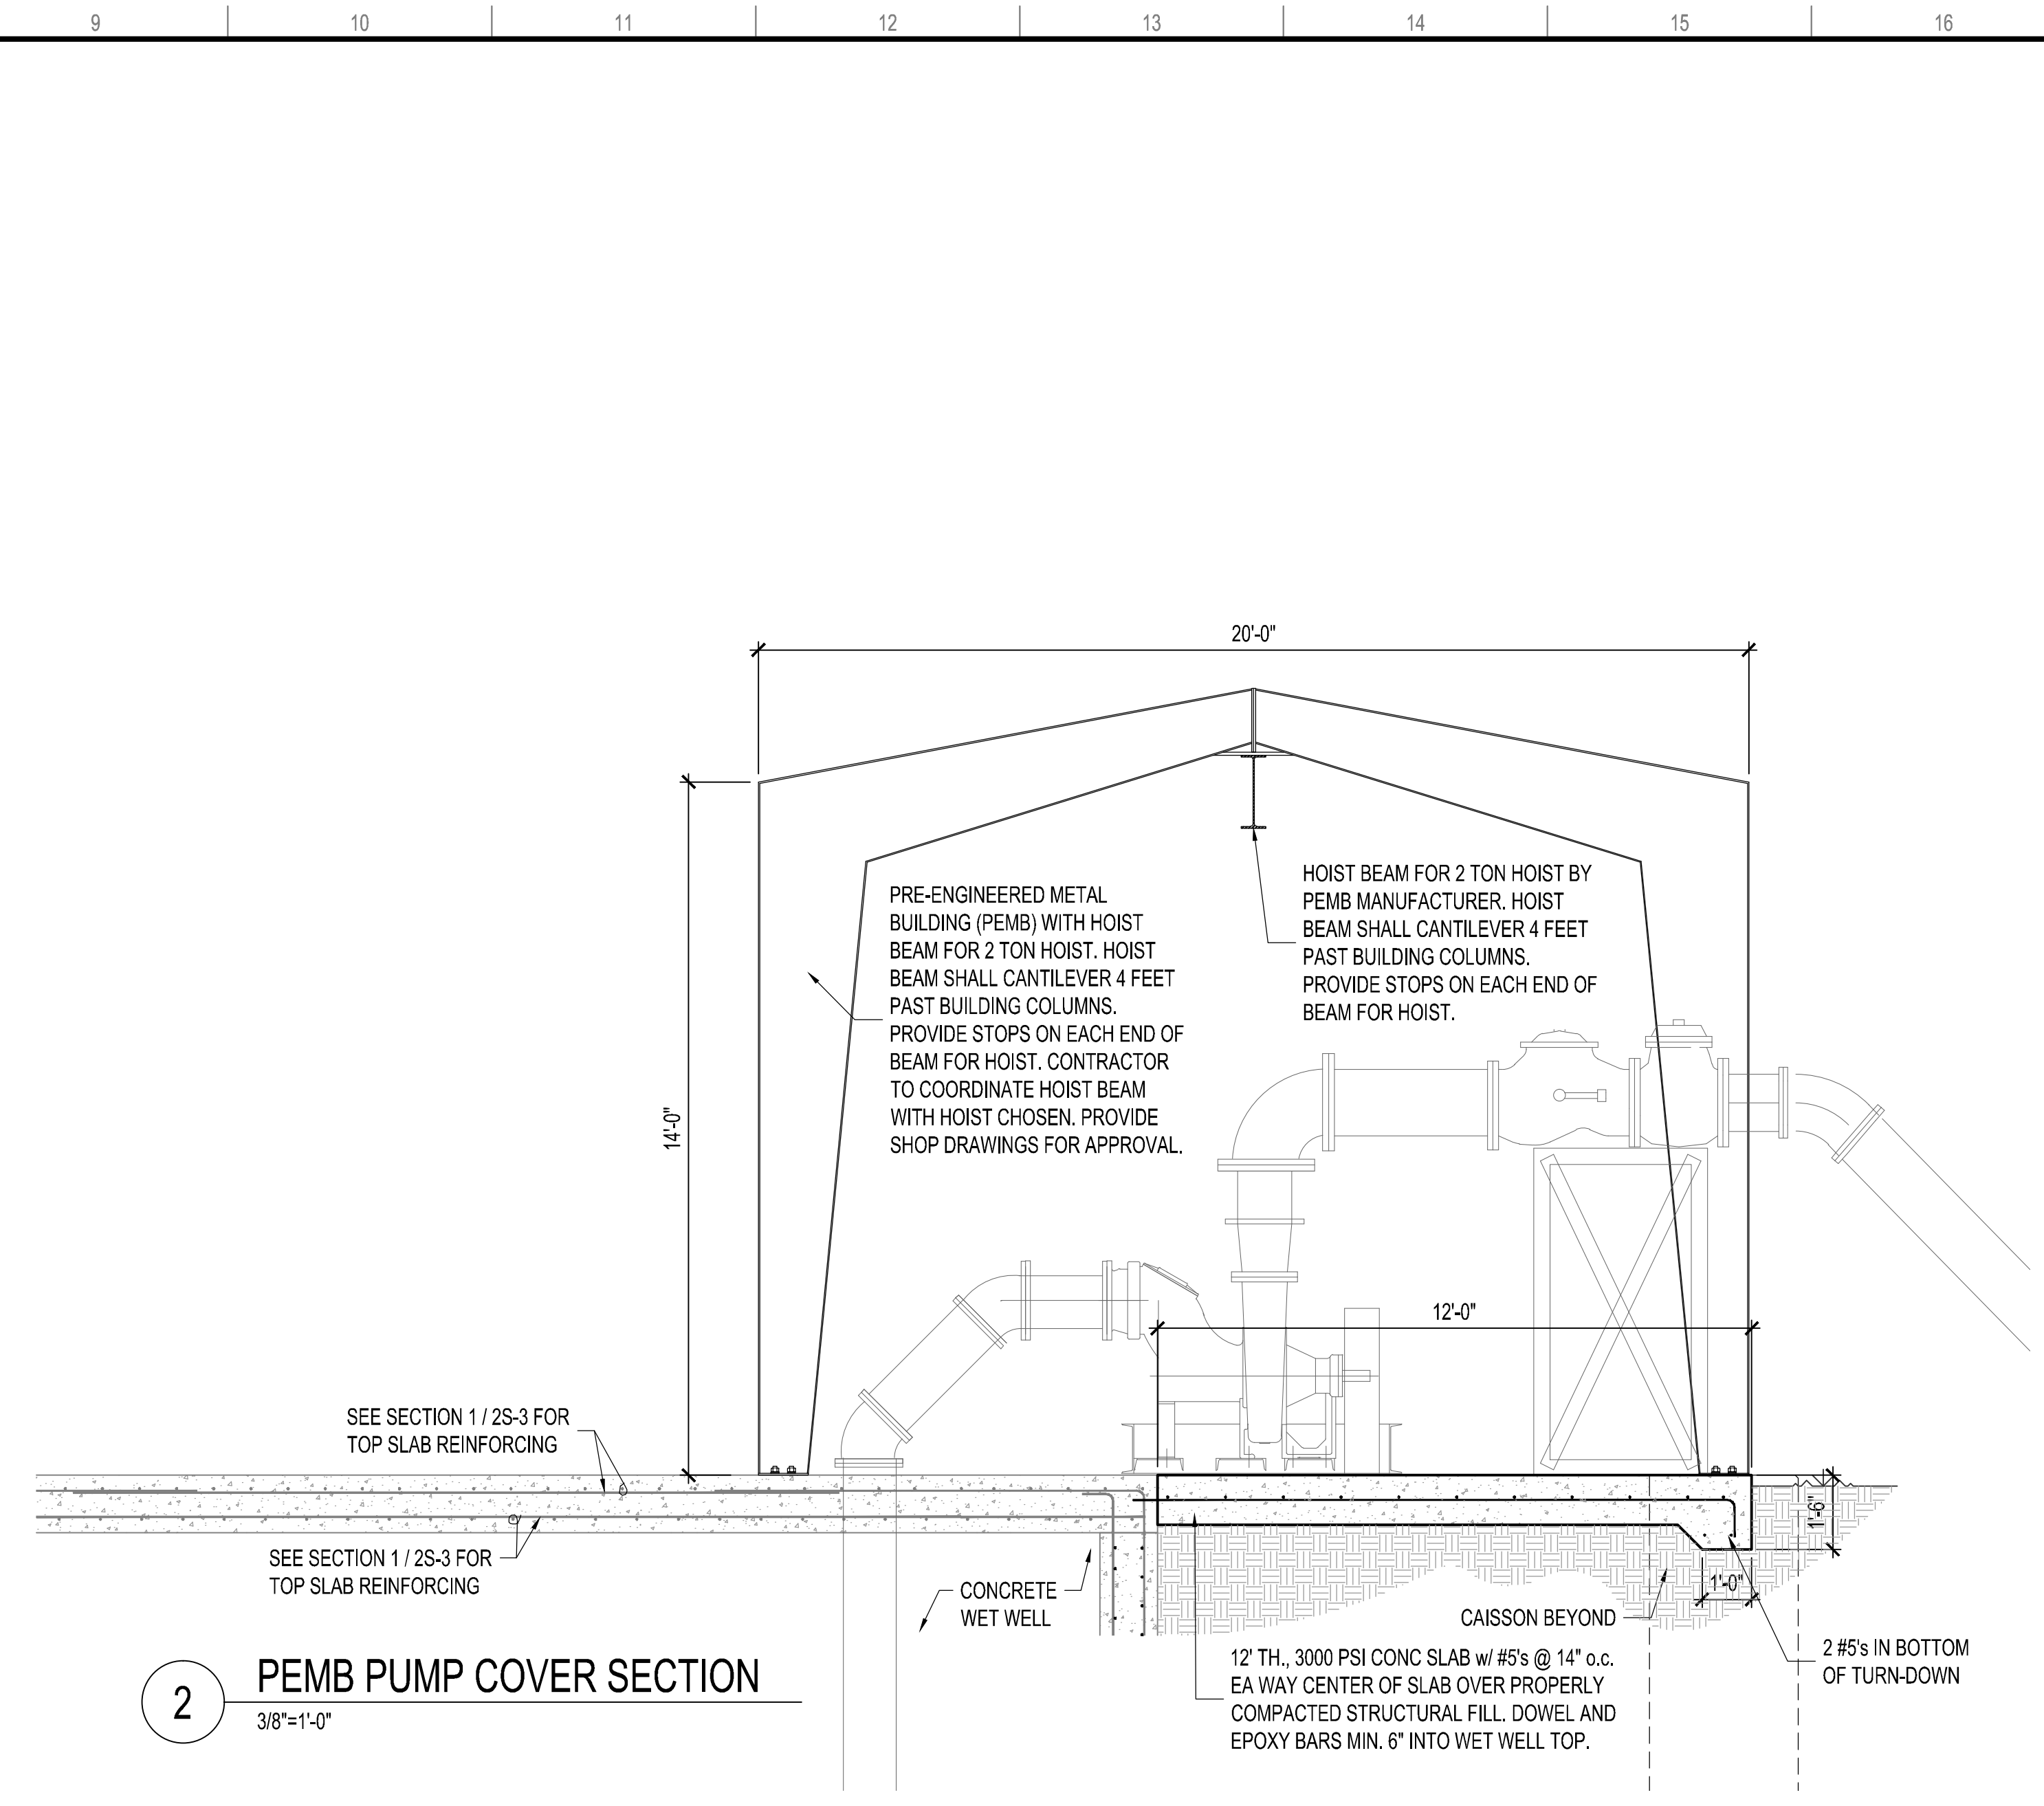 9 10 11 12 13 14 15 16
20'-0"
14'-0"
PRE-ENGINEERED METAL
BUILDING (PEMB) WITH HOIST
BEAM FOR 2 TON HOIST. HOIST
BEAM SHALL CANTILEVER 4 FEET
PAST BUILDING COLUMNS.
PROVIDE STOPS ON EACH END OF
BEAM FOR HOIST. CONTRACTOR
TO COORDINATE HOIST BEAM
WITH HOIST CHOSEN. PROVIDE
SHOP DRAWINGS FOR APPROVAL.
HOIST BEAM FOR 2 TON HOIST BY
PEMB MANUFACTURER. HOIST
BEAM SHALL CANTILEVER 4 FEET
PAST BUILDING COLUMNS.
PROVIDE STOPS ON EACH END OF
BEAM FOR HOIST.
12'-0"
SEE SECTION 1 / 2S-3 FOR
TOP SLAB REINFORCING
SEE SECTION 1 / 2S-3 FOR
TOP SLAB REINFORCING
1'-6"
1'-0"
CONCRETE
WET WELL
CAISSON BEYOND
12' TH., 3000 PSI CONC SLAB w/ #5's @ 14" o.c.
EA WAY CENTER OF SLAB OVER PROPERLY
COMPACTED STRUCTURAL FILL. DOWEL AND
EPOXY BARS MIN. 6" INTO WET WELL TOP.
2 #5's IN BOTTOM
OF TURN-DOWN
2
PEMB PUMP COVER SECTION
3/8"=1'-0"